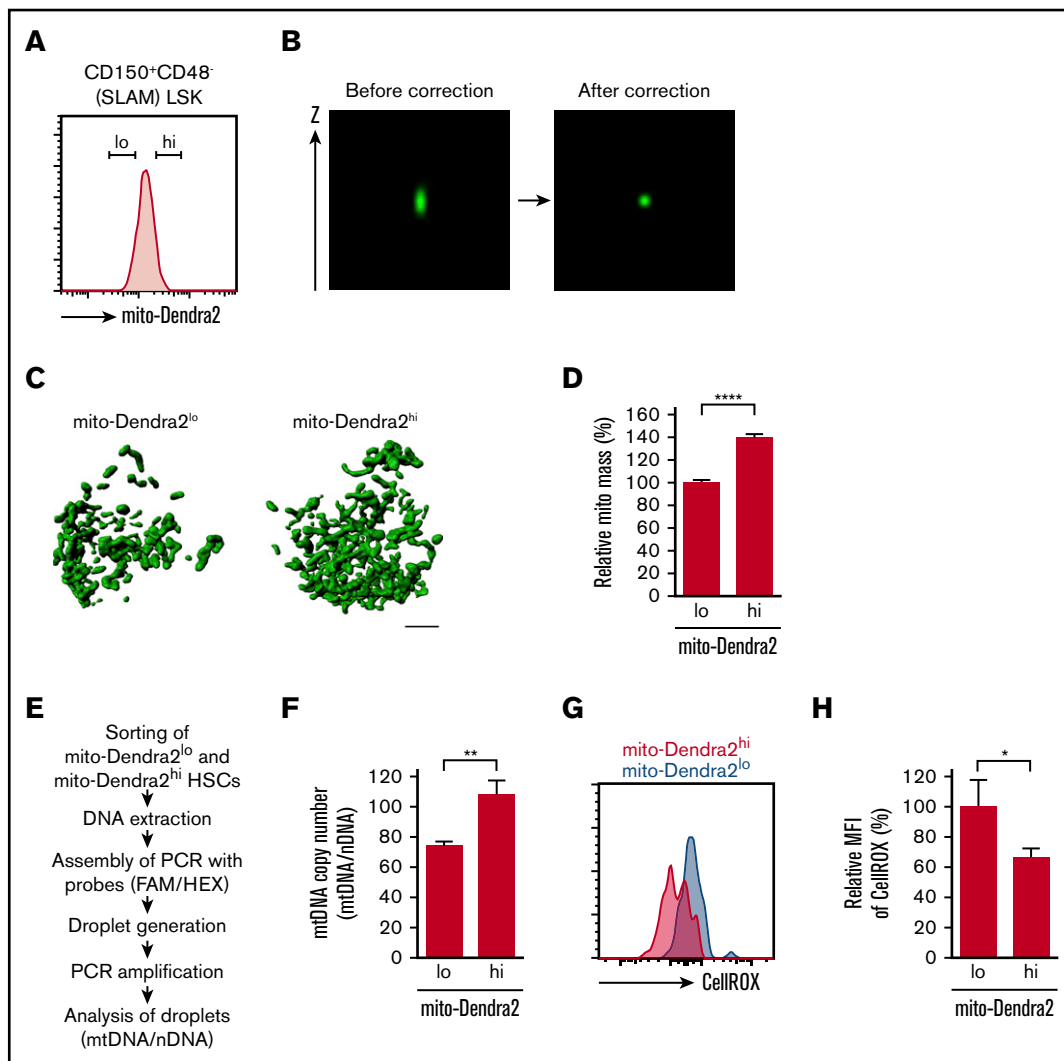 A
CD150+CD48-
(SLAM) LSK
lo
hi
mito-Dendra2
B
Before correction
After correction
Z
C
mito-Dendra2lo
mito-Dendra2hi
D
****
Relative mito mass (%)
160
140
120
100
80
60
40
20
0
lo
hi
mito-Dendra2
E
Sorting of
mito-Dendra2lo and
mito-Dendra2hi HSCs
DNA extraction
Assembly of PCR with
probes (FAM/HEX)
Droplet generation
PCR amplification
Analysis of droplets
(mtDNA/nDNA)
F
**
mtDNA copy number
(mtDNA/nDNA)
120
100
80
60
40
20
0
lo
hi
mito-Dendra2
G
mito-Dendra2hi
mito-Dendra2lo
CellROX
H
*
Relative MFI
of CellROX (%)
120
100
80
60
40
20
0
lo
hi
mito-Dendra2